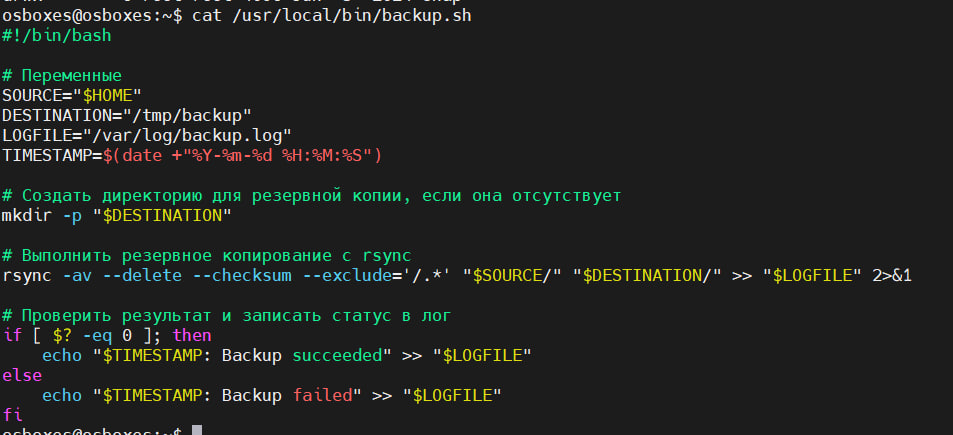 osboxes@osboxes:~$ cat /usr/local/bin/backup.sh
#!/bin/bash

# Переменные
SOURCE="$HOME"
DESTINATION="/tmp/backup"
LOGFILE="/var/log/backup.log"
TIMESTAMP=$(date +"%Y-%m-%d %H:%M:%S")

# Создать директорию для резервной копии, если она отсутствует
mkdir -p "$DESTINATION"

# Выполнить резервное копирование с rsync
rsync -av --delete --checksum --exclude='/.*' "$SOURCE/" "$DESTINATION/" >> "$LOGFILE" 2>&1

# Проверить результат и записать статус в лог
if [ $? -eq 0 ]; then
    echo "$TIMESTAMP: Backup succeeded" >> "$LOGFILE"
else
    echo "$TIMESTAMP: Backup failed" >> "$LOGFILE"
fi
osboxes@osboxes:~$